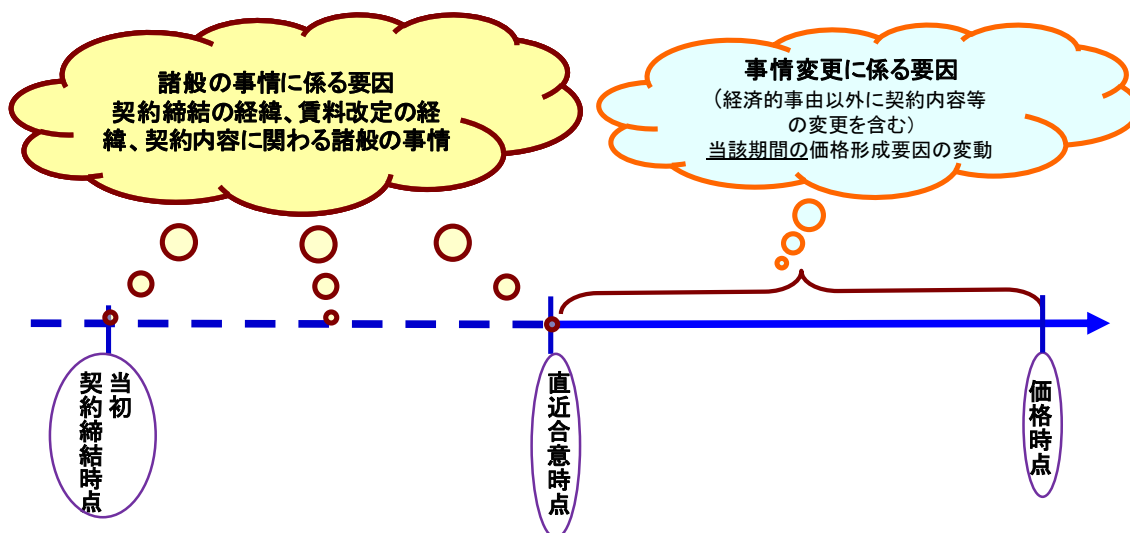 諸般の事情に係る要因
契約締結の経緯、賃料改定の経
緯、契約内容に関わる諸般の事情
事情変更に係る要因
（経済的事由以外に契約内容等
の変更を含む）
当該期間の価格形成要因の変動
当初
契約締結時点
直近合意時点
価格時点